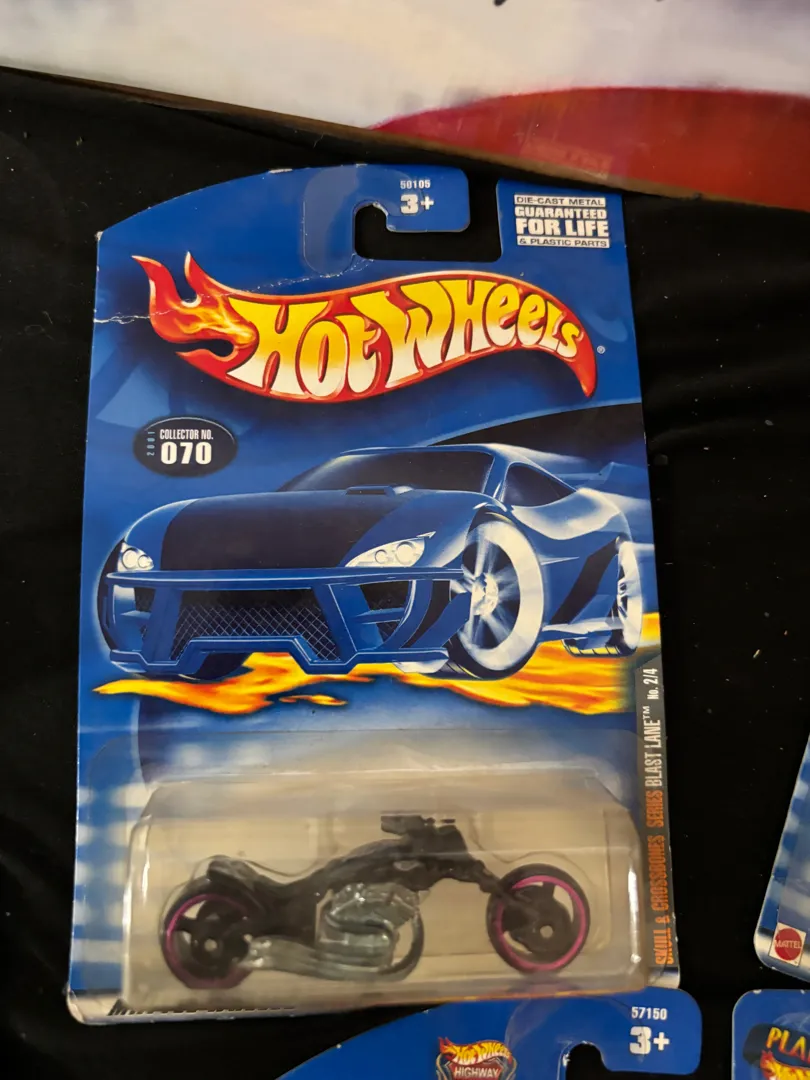 50105
3+
DIE-CAST METAL
GUARANTEED
FOR LIFE
& PLASTIC PARTS
HOT WHEELS®
2001
COLLECTOR NO.
070
SKULL & CROSSBONES SERIES BLAST LANE™ No. 2/4
MATTEL
57150
3+
HOT WHEELS
HIGHWAY
PLA